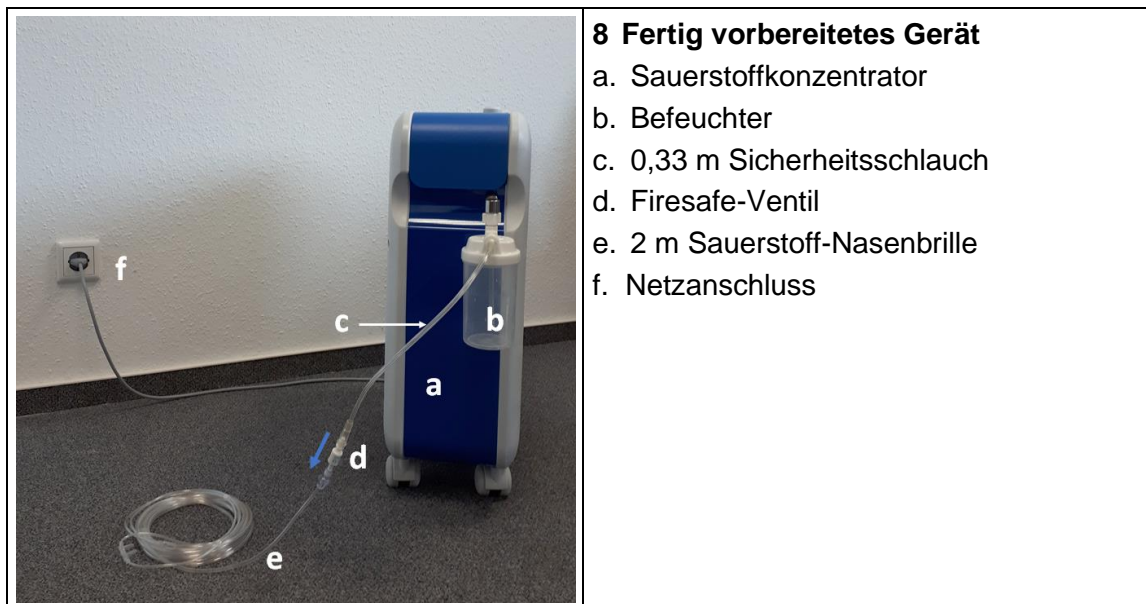 8 Fertig vorbereitetes Gerät
a. Sauerstoffkonzentrator
b. Befeuchter
c. 0,33 m Sicherheitsschlauch
d. Firesafe-Ventil
e. 2 m Sauerstoff-Nasenbrille
f. Netzanschluss
f
c
b
a
d
e